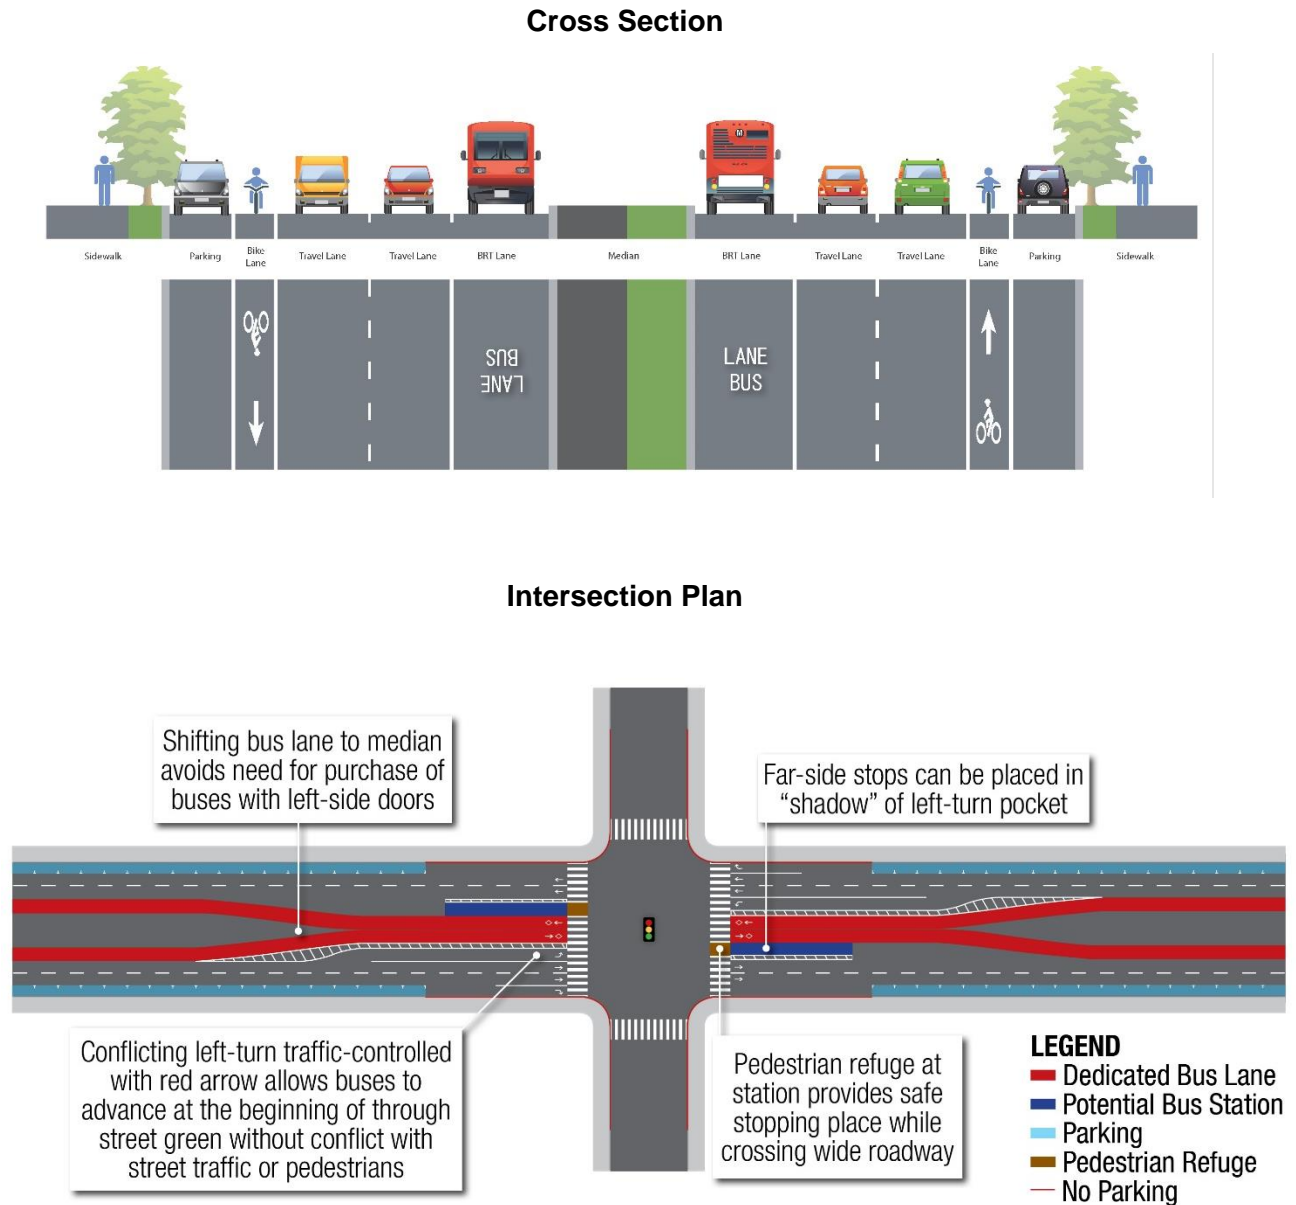 Cross Section
M
Sidewalk
Parking
Bike
Lane
Travel Lane
Travel Lane
BRT Lane
Median
BRT Lane
Travel Lane
Travel Lane
Bike
Lane
Parking
Sidewalk
BUS
LANE
LANE
BUS
Intersection Plan
Shifting bus lane to median
avoids need for purchase of
buses with left-side doors
Far-side stops can be placed in
“shadow” of left-turn pocket
Conflicting left-turn traffic-controlled
with red arrow allows buses to
advance at the beginning of through
street green without conflict with
street traffic or pedestrians
Pedestrian refuge at
station provides safe
stopping place while
crossing wide roadway
LEGEND
Dedicated Bus Lane
Potential Bus Station
Parking
Pedestrian Refuge
No Parking